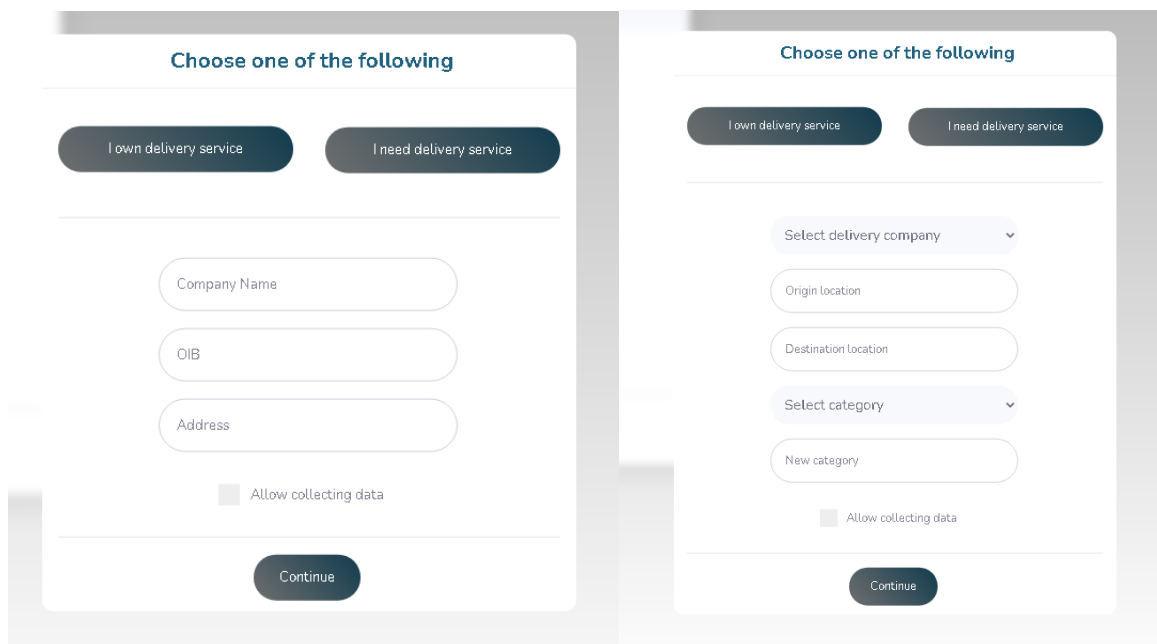 Choose one of the following
I own delivery service
I need delivery service
Company Name
OIB
Address
Allow collecting data
Continue
Choose one of the following
I own delivery service
I need delivery service
Select delivery company
Origin location
Destination location
Select category
New category
Allow collecting data
Continue